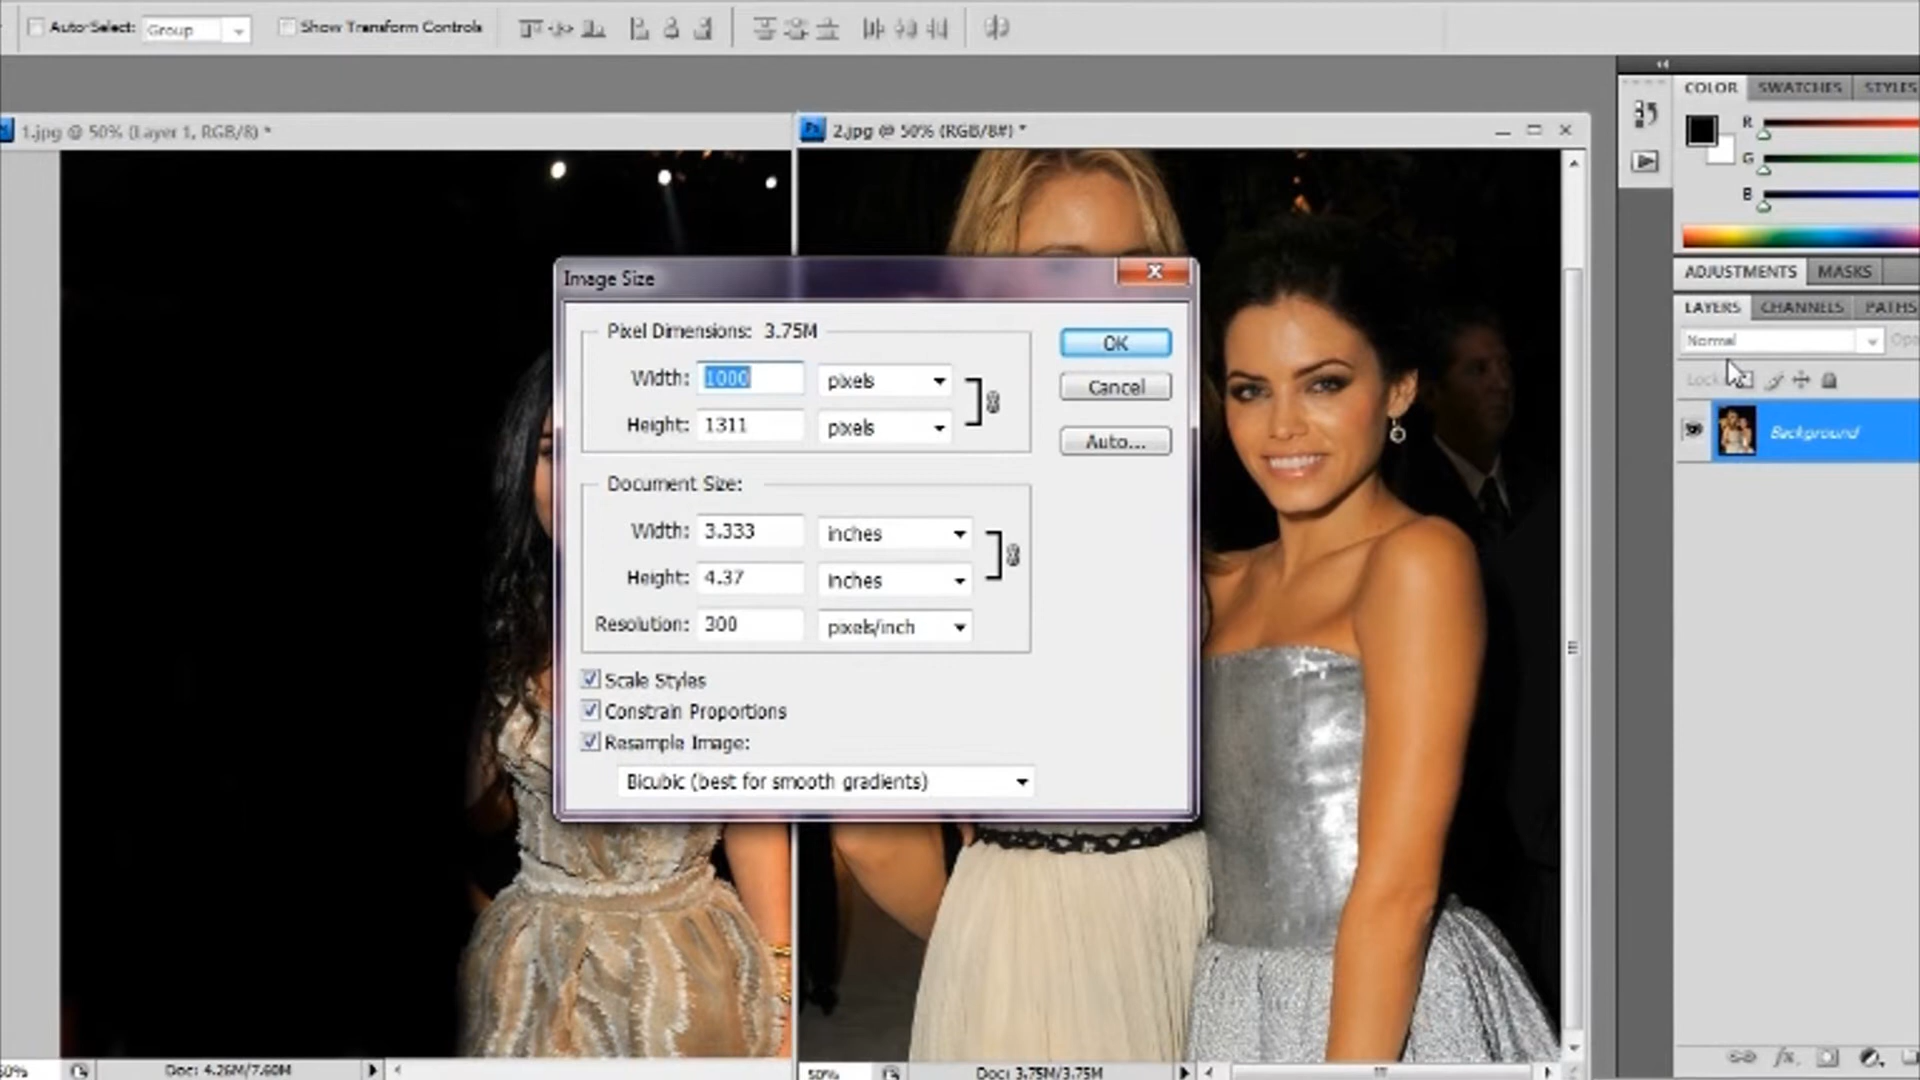 Auto-Select: Group Show Transform Controls
1.jpg @ 50% (Layer 1, RGB/8) *
2.jpg @ 50% (RGB/8#) *
COLOR SWATCHES STYLES
R
G
B
Image Size
Pixel Dimensions: 3.75M
Width: 1000 pixels
Height: 1311 pixels
OK
Cancel
Auto...
Document Size:
Width: 3.333 inches
Height: 4.37 inches
Resolution: 300 pixels/inch
Scale Styles
Constrain Proportions
Resample Image:
Bicubic (best for smooth gradients)
ADJUSTMENTS MASKS
LAYERS CHANNELS PATHS
Normal Opa
Lock
Background
50% Doc: 4.26M/7.60M
50% Doc: 3.75M/3.75M